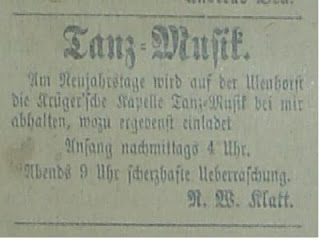 Tanz-Musik.
Am Neujahrstage wird auf der Uenhorst
die Krüger'sche Kapelle Tanz-Musik bei mir
abhalten, wozu ergebenst einladet
Anfang nachmittags 4 Uhr.
Abends 9 Uhr scherzhafte Ueberraschung.
N. W. Klatt.